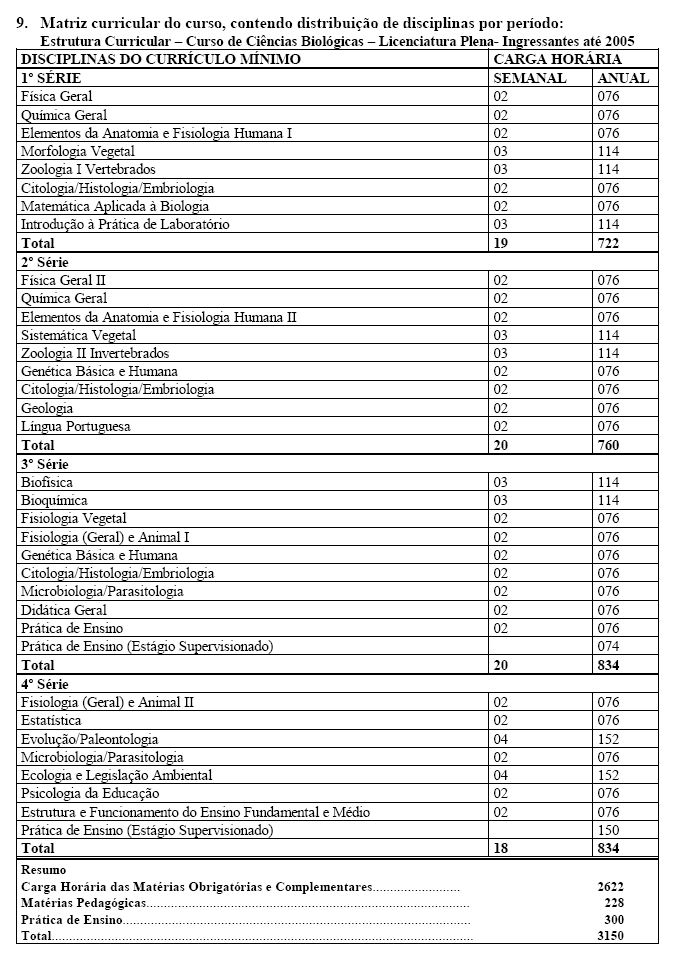 9. Matriz curricular do curso, contendo distribuição de disciplinas por período:
Estrutura Curricular – Curso de Ciências Biológicas – Licenciatura Plena- Ingressantes até 2005
DISCIPLINAS DO CURRÍCULO MÍNIMO CARGA HORÁRIA
1º SÉRIE SEMANAL ANUAL
Física Geral 02 076
Química Geral 02 076
Elementos da Anatomia e Fisiologia Humana I 02 076
Morfologia Vegetal 03 114
Zoologia I Vertebrados 03 114
Citologia/Histologia/Embriologia 02 076
Matemática Aplicada à Biologia 02 076
Introdução à Prática de Laboratório 03 114
Total 19 722
2º Série
Física Geral II 02 076
Química Geral 02 076
Elementos da Anatomia e Fisiologia Humana II 02 076
Sistemática Vegetal 03 114
Zoologia II Invertebrados 03 114
Genética Básica e Humana 02 076
Citologia/Histologia/Embriologia 02 076
Geologia 02 076
Língua Portuguesa 02 076
Total 20 760
3º Série
Biofísica 03 114
Bioquímica 03 114
Fisiologia Vegetal 02 076
Fisiologia (Geral) e Animal I 02 076
Genética Básica e Humana 02 076
Citologia/Histologia/Embriologia 02 076
Microbiologia/Parasitologia 02 076
Didática Geral 02 076
Prática de Ensino 02 076
Prática de Ensino (Estágio Supervisionado) 074
Total 20 834
4º Série
Fisiologia (Geral) e Animal II 02 076
Estatística 02 076
Evolução/Paleontologia 04 152
Microbiologia/Parasitologia 02 076
Ecologia e Legislação Ambiental 04 152
Psicologia da Educação 02 076
Estrutura e Funcionamento do Ensino Fundamental e Médio 02 076
Prática de Ensino (Estágio Supervisionado) 150
Total 18 834
Resumo
Carga Horária das Matérias Obrigatórias e Complementares......................... 2622
Matérias Pedagógicas............................................................................................ 228
Prática de Ensino................................................................................................... 300
Total........................................................................................................................ 3150